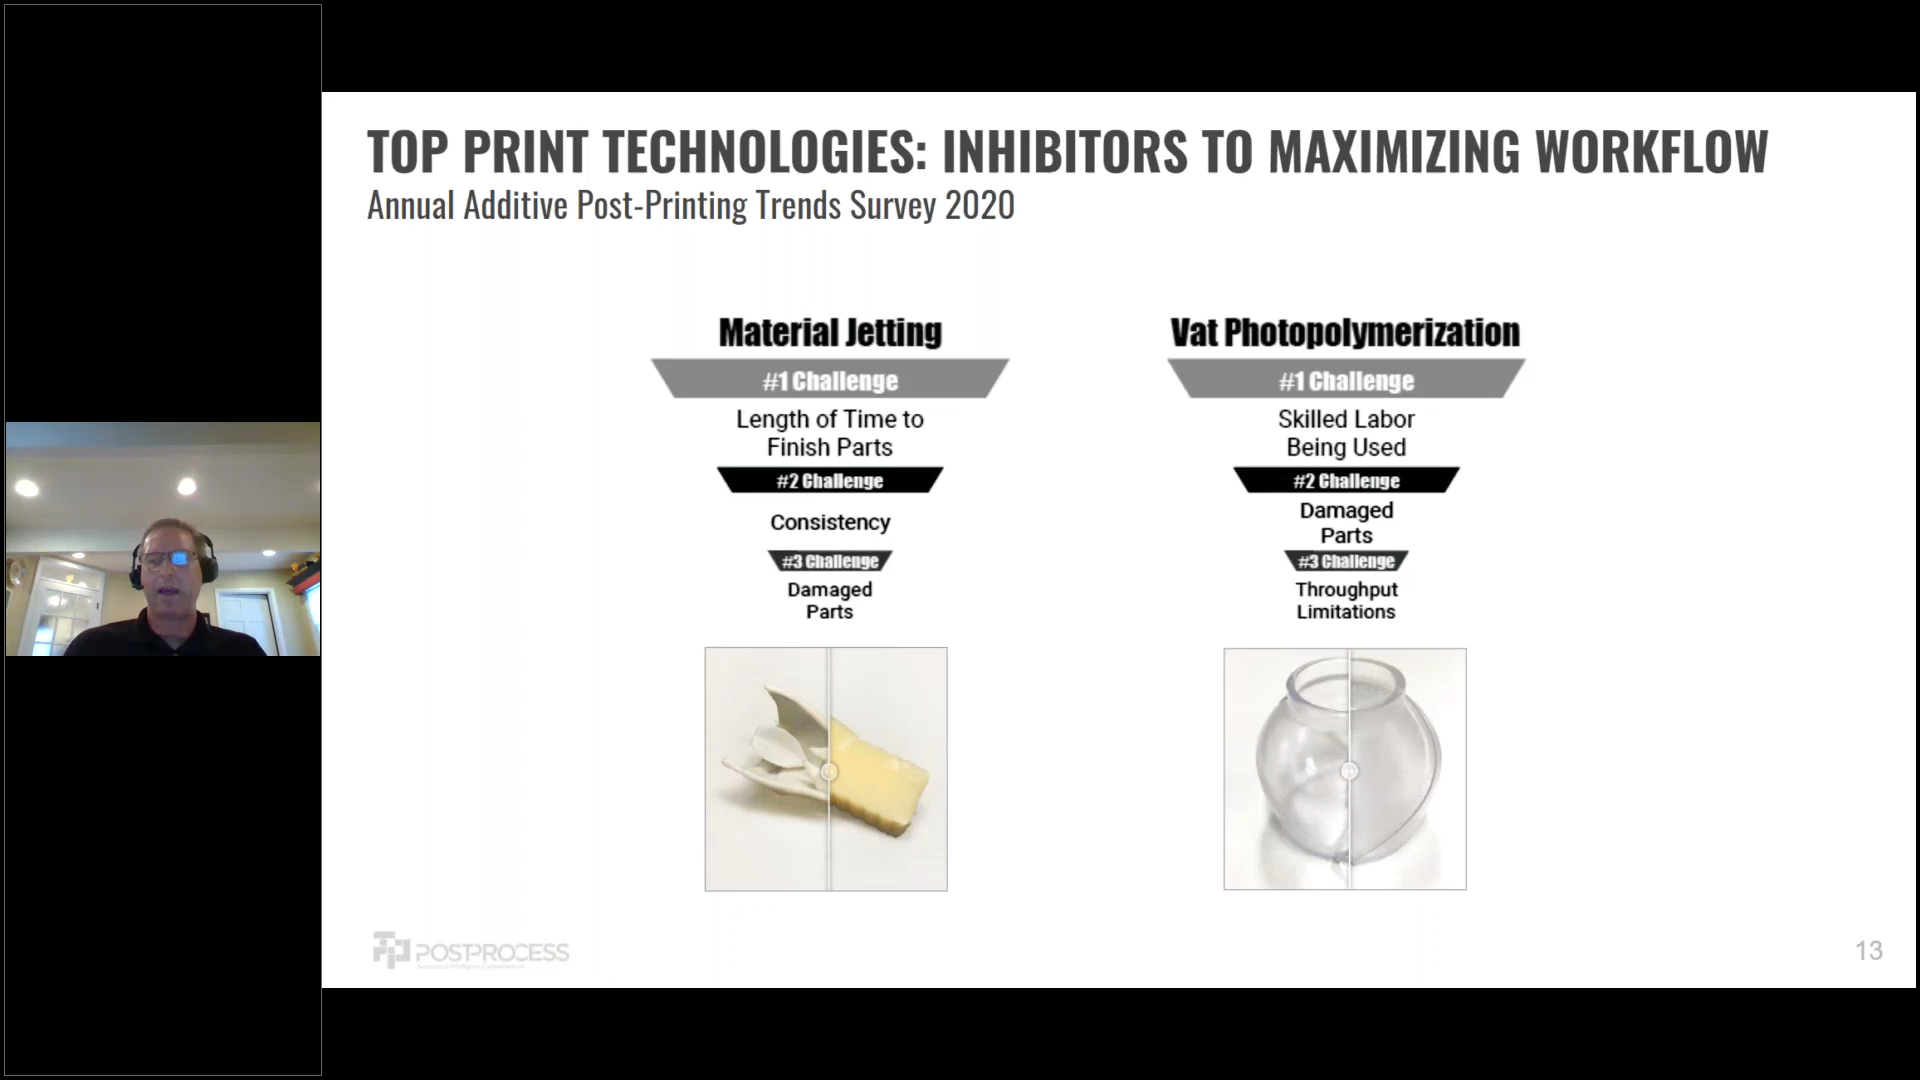 TOP PRINT TECHNOLOGIES: INHIBITORS TO MAXIMIZING WORKFLOW
Annual Additive Post-Printing Trends Survey 2020
Material Jetting
#1 Challenge
Length of Time to
Finish Parts
#2 Challenge
Consistency
#3 Challenge
Damaged
Parts
Vat Photopolymerization
#1 Challenge
Skilled Labor
Being Used
#2 Challenge
Damaged
Parts
#3 Challenge
Throughput
Limitations
POSTPROCESS
13